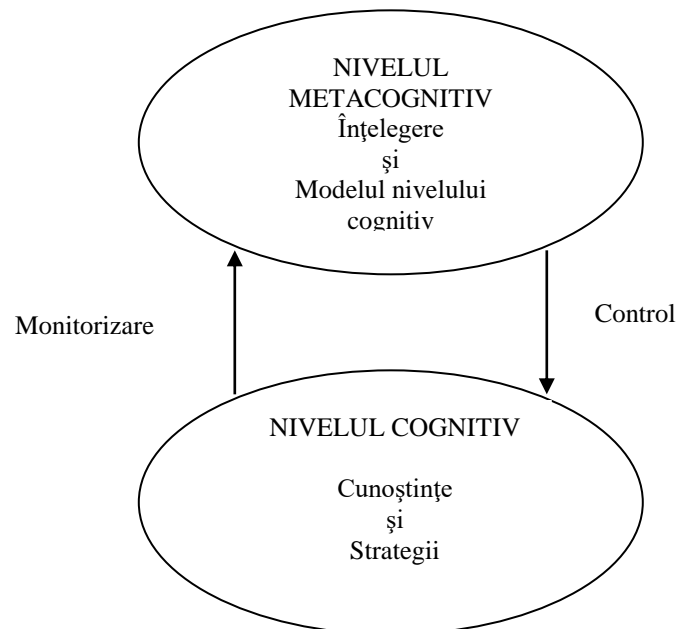 NIVELUL
METACOGNITIV
Înţelegere
şi
Modelul nivelului
cognitiv
Monitorizare
Control
NIVELUL COGNITIV
Cunoştinţe
şi
Strategii